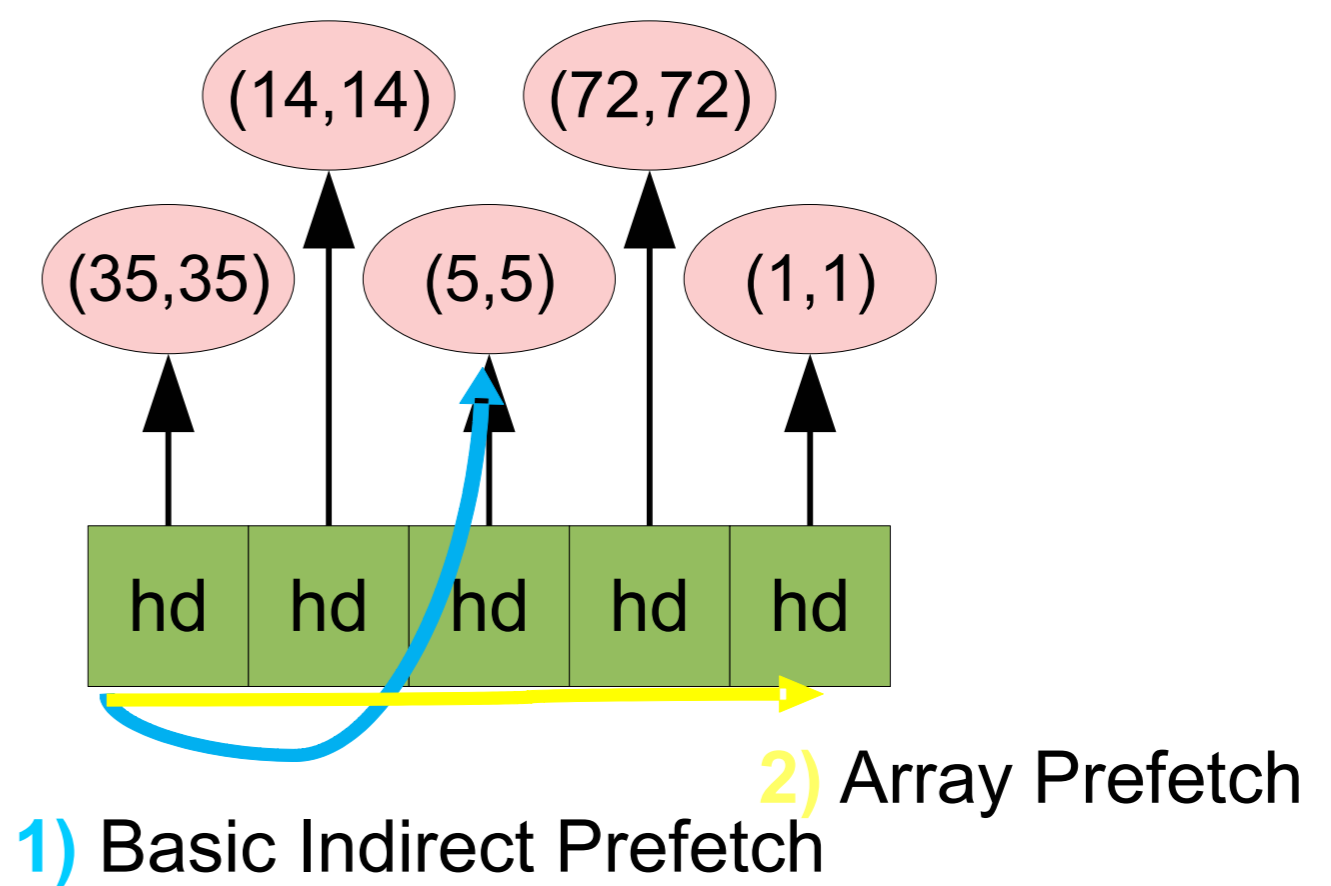 (14,14) (72,72)
(35,35) (5,5) (1,1)
hd hd hd hd hd
2) Array Prefetch
1) Basic Indirect Prefetch